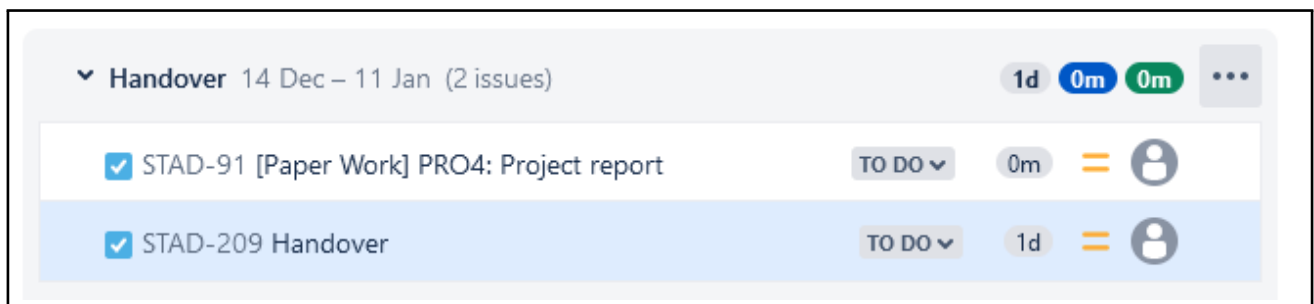 Handover 14 Dec – 11 Jan (2 issues) 1d 0m 0m
STAD-91 [Paper Work] PRO4: Project report TO DO 0m
STAD-209 Handover TO DO 1d